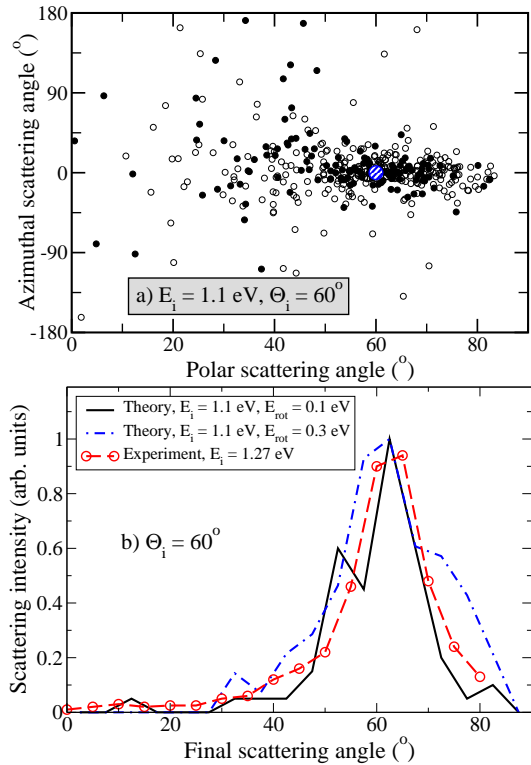 Azimuthal scattering angle (°)
180
90
0
-90
-180
a) E_i = 1.1 eV, Θ_i = 60°
0 20 40 60 80
Polar scattering angle (°)
Scattering intensity (arb. units)
Theory, E_i = 1.1 eV, E_rot = 0.1 eV
Theory, E_i = 1.1 eV, E_rot = 0.3 eV
Experiment, E_i = 1.27 eV
b) Θ_i = 60°
1
0.8
0.6
0.4
0.2
0
0 20 40 60 80
Final scattering angle (°)